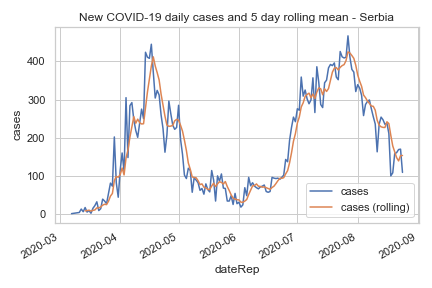 New COVID-19 daily cases and 5 day rolling mean - Serbia
cases
400
300
200
100
0
cases
cases (rolling)
2020-03
2020-04
2020-05
2020-06
2020-07
2020-08
2020-09
dateRep